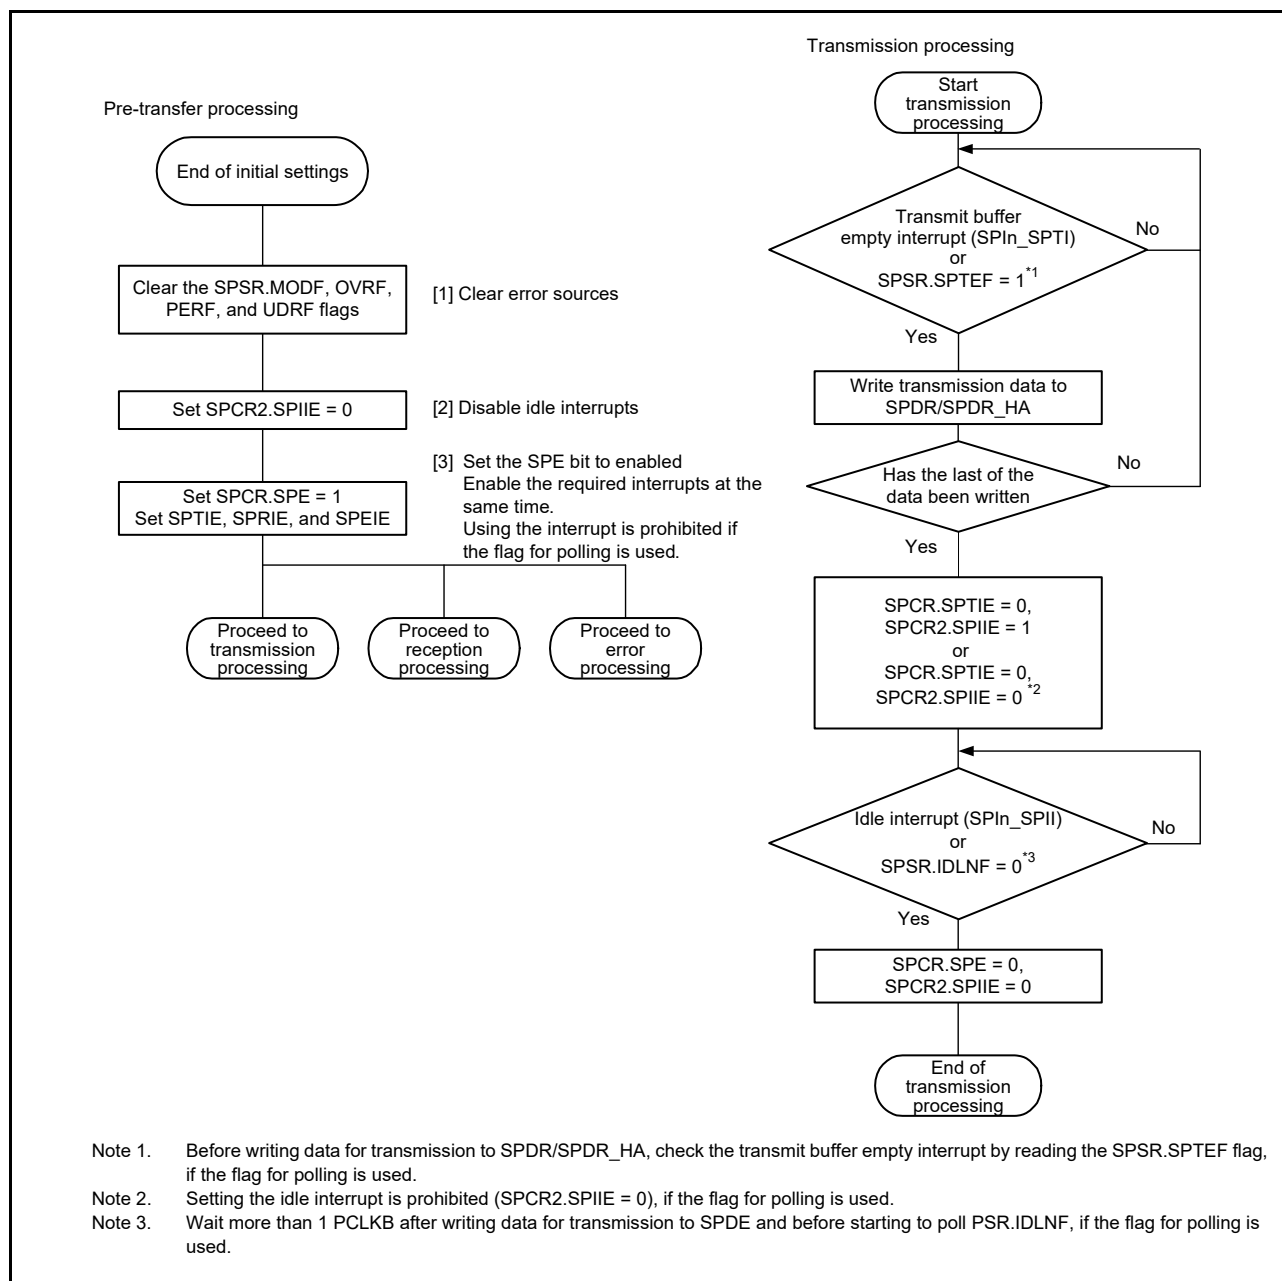 Pre-transfer processing
End of initial settings
Clear the SPSR.MODF, OVRF,
PERF, and UDRF flags
[1] Clear error sources
Set SPCR2.SPIIE = 0
[2] Disable idle interrupts
Set SPCR.SPE = 1
Set SPTIE, SPRIE, and SPEIE
[3] Set the SPE bit to enabled
Enable the required interrupts at the
same time.
Using the interrupt is prohibited if
the flag for polling is used.
Proceed to
transmission
processing
Proceed to
reception
processing
Proceed to
error
processing
Transmission processing
Start
transmission
processing
Transmit buffer
empty interrupt (SPIn_SPTI)
or
SPSR.SPTEF = 1*1
No
Yes
Write transmission data to
SPDR/SPDR_HA
Has the last of the
data been written
No
Yes
SPCR.SPTIE = 0,
SPCR2.SPIIE = 1
or
SPCR.SPTIE = 0,
SPCR2.SPIIE = 0 *2
Idle interrupt (SPIn_SPII)
or
SPSR.IDLNF = 0*3
No
Yes
SPCR.SPE = 0,
SPCR2.SPIIE = 0
End of
transmission
processing
Note 1. Before writing data for transmission to SPDR/SPDR_HA, check the transmit buffer empty interrupt by reading the SPSR.SPTEF flag,
if the flag for polling is used.
Note 2. Setting the idle interrupt is prohibited (SPCR2.SPIIE = 0), if the flag for polling is used.
Note 3. Wait more than 1 PCLKB after writing data for transmission to SPDE and before starting to poll PSR.IDLNF, if the flag for polling is
used.